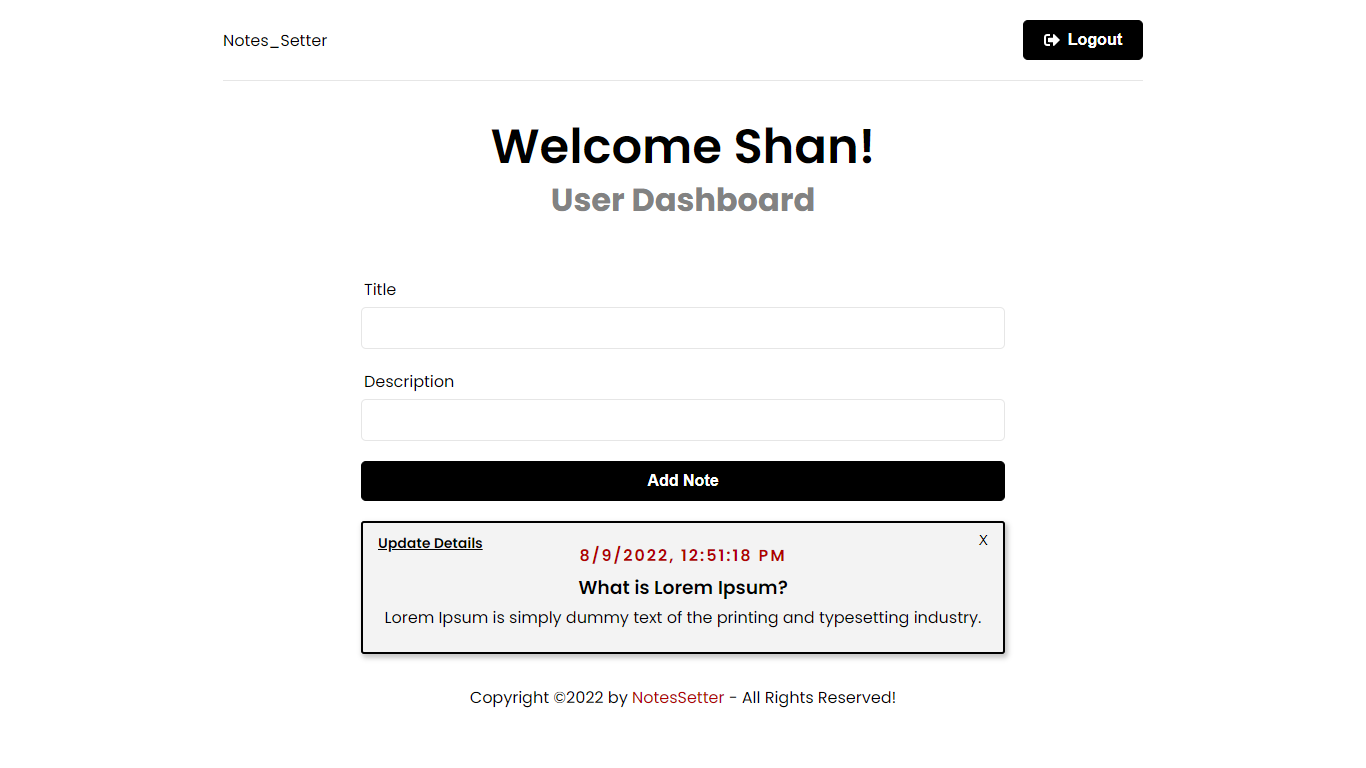 Notes_Setter
Logout
Welcome Shan!
User Dashboard
Title
Description
Add Note
Update Details
X
8/9/2022, 12:51:18 PM
What is Lorem Ipsum?
Lorem Ipsum is simply dummy text of the printing and typesetting industry.
Copyright ©2022 by NotesSetter - All Rights Reserved!